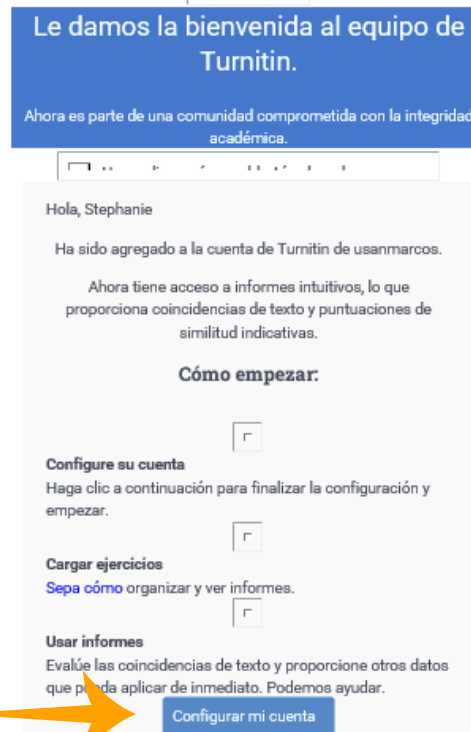 Le damos la bienvenida al equipo de
Turnitin.
Ahora es parte de una comunidad comprometida con la integridad
académica.
Hola, Stephanie
Ha sido agregado a la cuenta de Turnitin de usanmarcos.
Ahora tiene acceso a informes intuitivos, lo que
proporciona coincidencias de texto y puntuaciones de
similitud indicativas.
Cómo empezar:
Configure su cuenta
Haga clic a continuación para finalizar la configuración y
empezar.
Cargar ejercicios
Sepa cómo organizar y ver informes.
Usar informes
Evalúe las coincidencias de texto y proporcione otros datos
que pueda aplicar de inmediato. Podemos ayudar.
Configurar mi cuenta